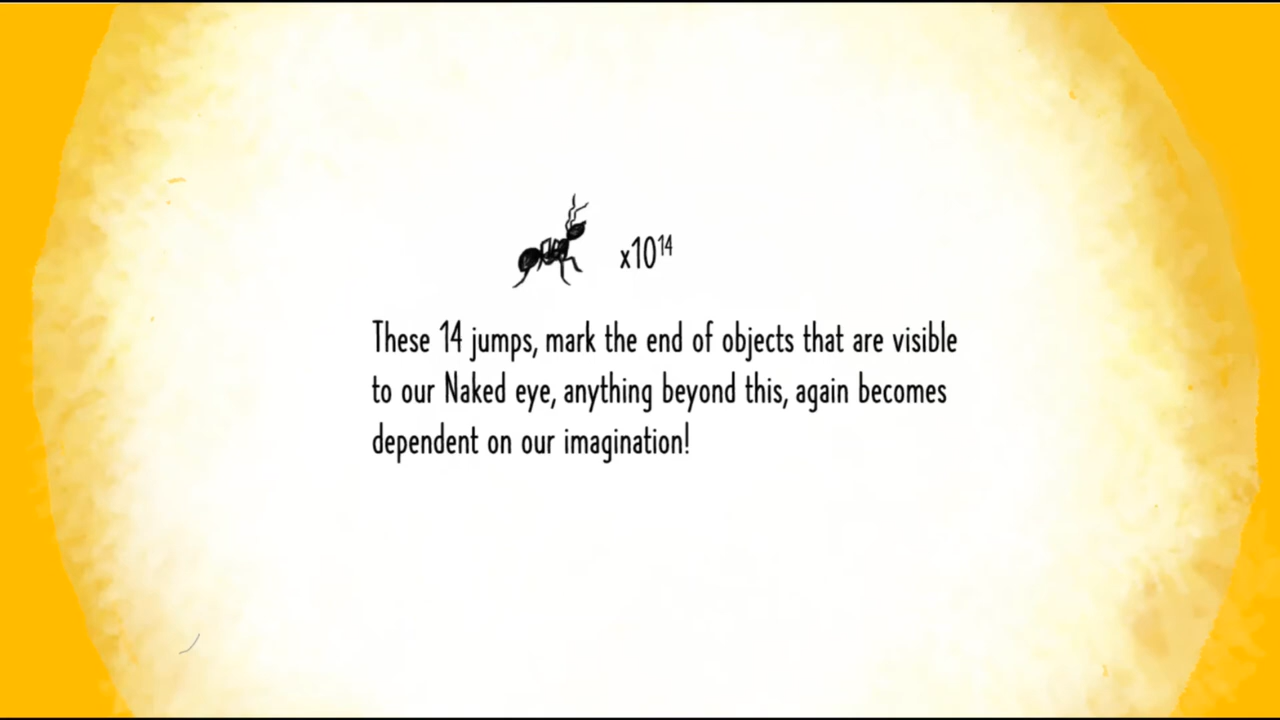 x10¹⁴
These 14 jumps, mark the end of objects that are visible
to our Naked eye, anything beyond this, again becomes
dependent on our imagination!